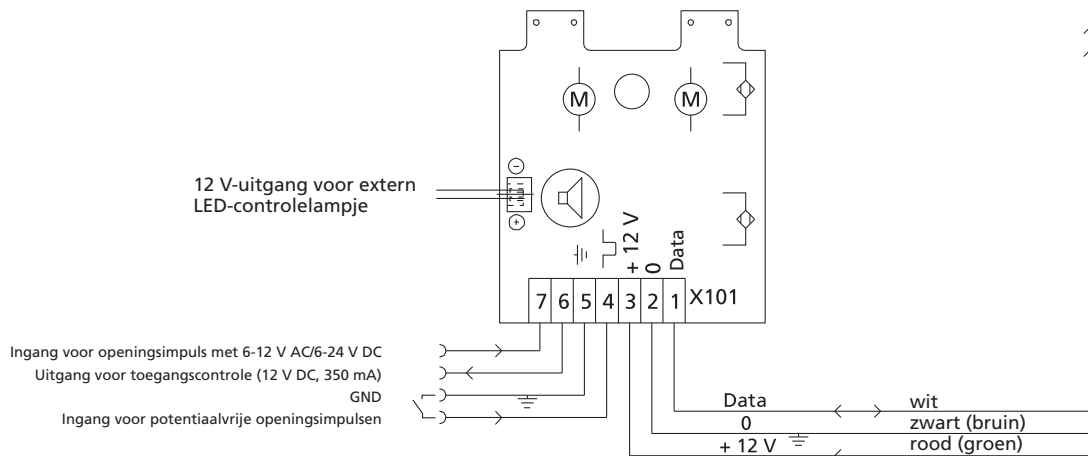 M
M
12 V-uitgang voor extern
LED-controlelampje
−
+
+ 12 V
0
Data
7 6 5 4 3 2 1 X101
Ingang voor openingsimpuls met 6-12 V AC/6-24 V DC
Uitgang voor toegangscontrole (12 V DC, 350 mA)
GND
Ingang voor potentiaalvrije openingsimpulsen
Data wit
0 zwart (bruin)
+ 12 V rood (groen)